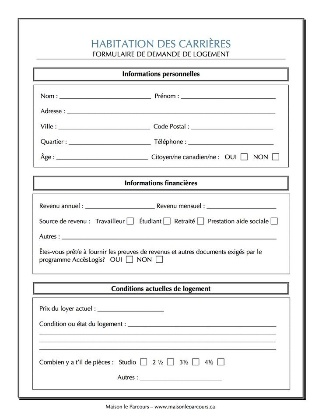 HABITATION DES CARRIÈRES
FORMULAIRE DE DEMANDE DE LOGEMENT
Informations personnelles
Nom : Prénom :
Adresse :
Ville : Code Postal :
Quartier : Téléphone :
Âge : Citoyen/ne canadien/ne : OUI NON
Informations financières
Revenu annuel : Revenu mensuel :
Source de revenu : Travailleur Étudiant Retraité Prestation aide sociale
Autres :
Êtes-vous prêt/e à fournir les preuves de revenus et autres documents exigés par le
programme AccèsLogis? OUI NON
Conditions actuelles de logement
Prix du loyer actuel :
Condition ou état du logement :
Combien y a t'il de pièces : Studio 2 ½ 3½ 4½
Autres :
Maison le Parcours – www.maisonleparcours.ca